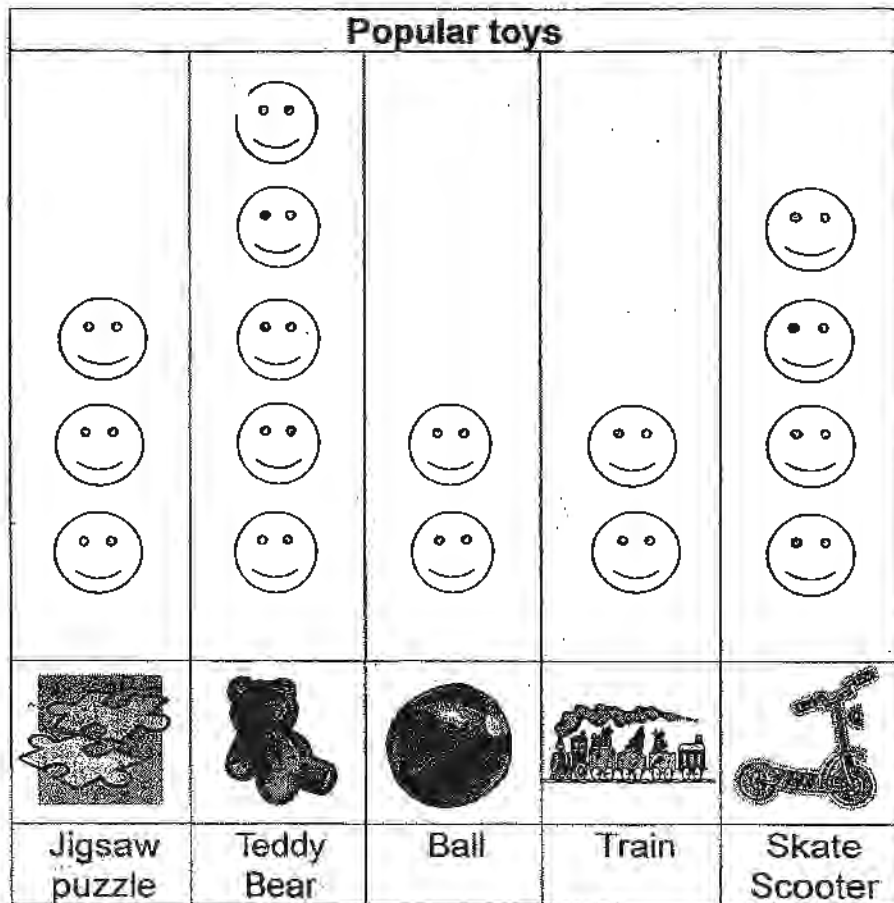 Popular toys
Jigsaw
puzzle
Teddy
Bear
Ball
Train
Skate
Scooter